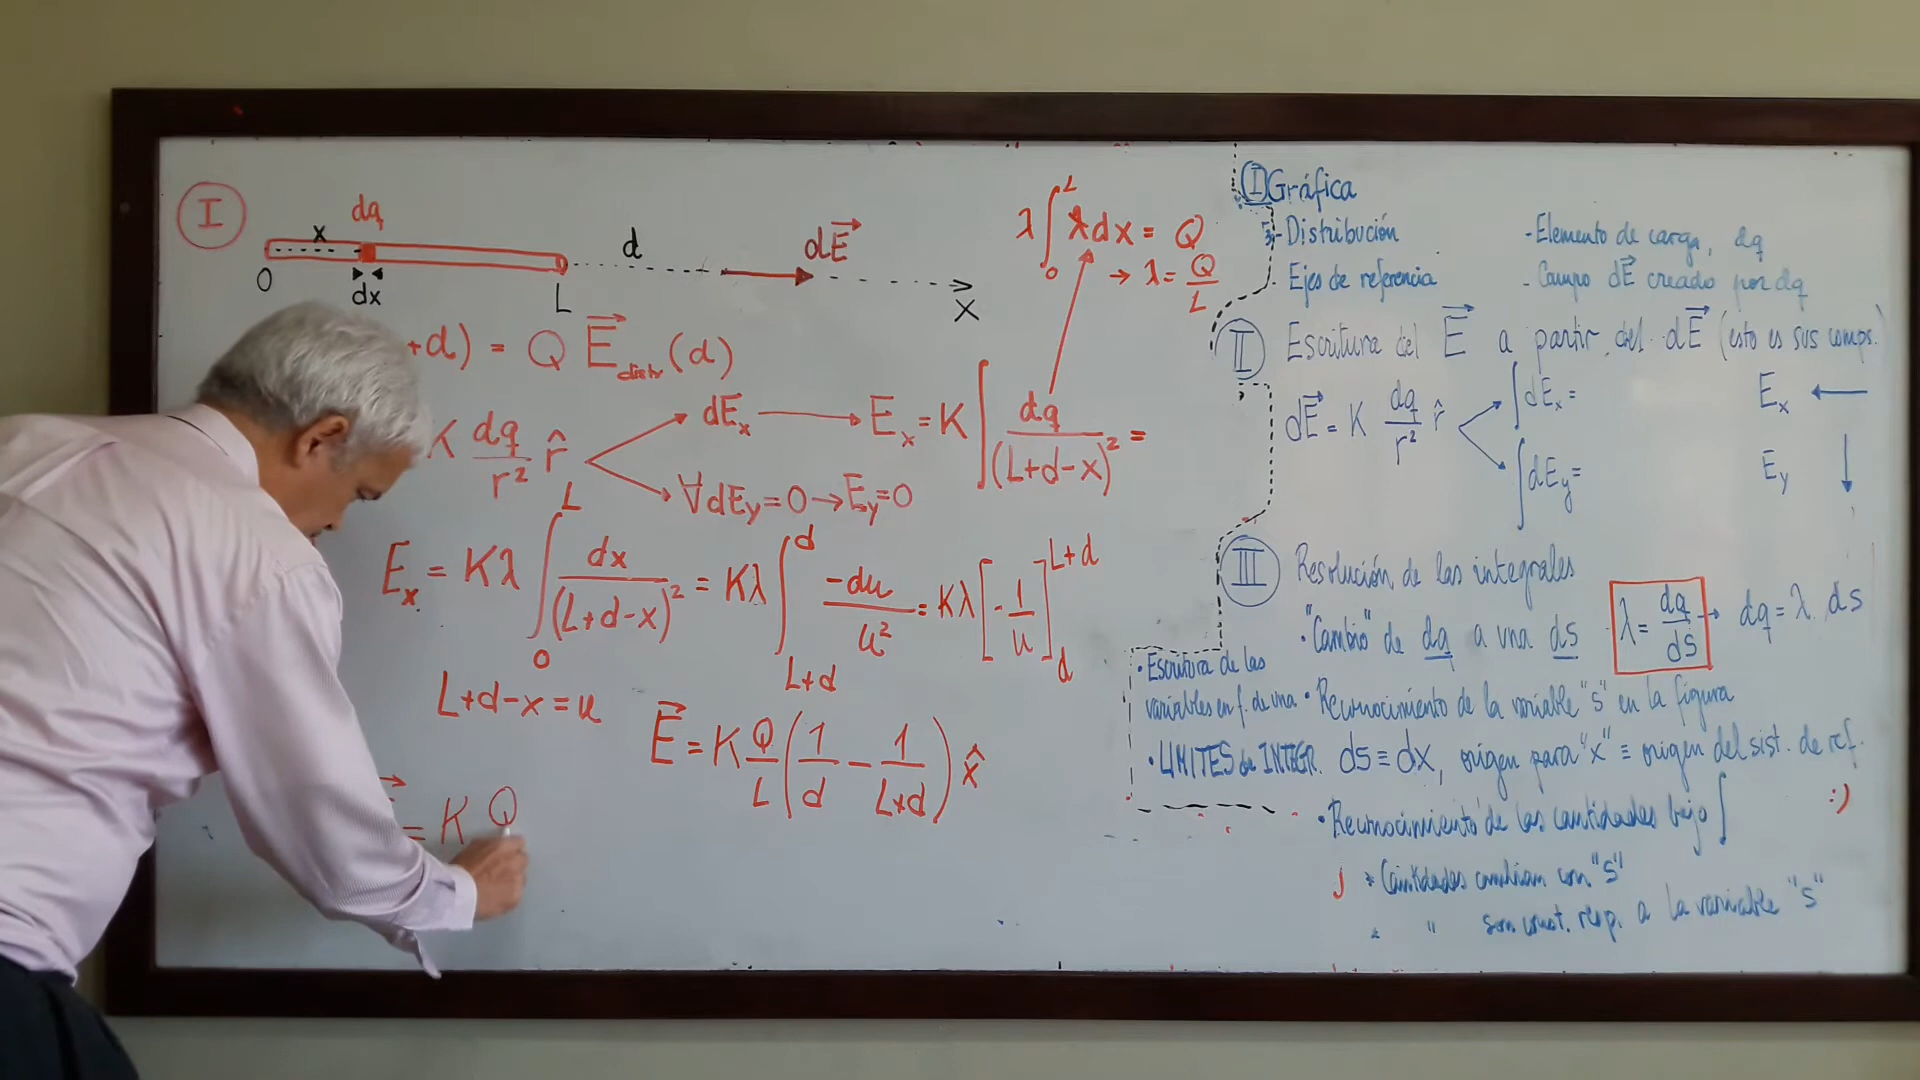 I
dq
x
d
dE⃗
0
dx
L
X
λ∫₀ᴸ dx = Q
→ λ = Q/L
+d) = Q E⃗distr (d)
K dq/r² r̂
dEx → Ex = K ∫ dq/(L+d-x)² =
∀ dEy = 0 → Ey = 0
Ex = Kλ ∫₀ᴸ dx/(L+d-x)² = Kλ ∫_{L+d}^{d} -du/u² = Kλ [-1/u]_{d}^{L+d}
L+d-x = u
E⃗ = K Q/L (1/d - 1/(L+d)) x̂
= K Q
I Gráfica
- Distribución
- Elemento de carga, dq
- Ejes de referencia
- Campo dE⃗ creado por dq
II Escritura del E⃗ a partir del dE⃗ (esto es sus comps.
dE⃗ = K dq/r² r̂
∫dEx =
Ex ←
∫dEy =
Ey ↓
III Resolución de las integrales
• "Cambio" de dq a una ds
λ = dq/ds → dq = λ ds
• Escritura de las
variables en f. de una
• Reconocimiento de la variable "s" en la figura
• LIMITES de INTEGR.
ds ≡ dx, origen para "x" ≡ origen del sist. de ref.
• Reconocimiento de las cantidades bajo ∫
:)
* Cantidades cambian con "s"
* " son const. resp. a la variable "s"